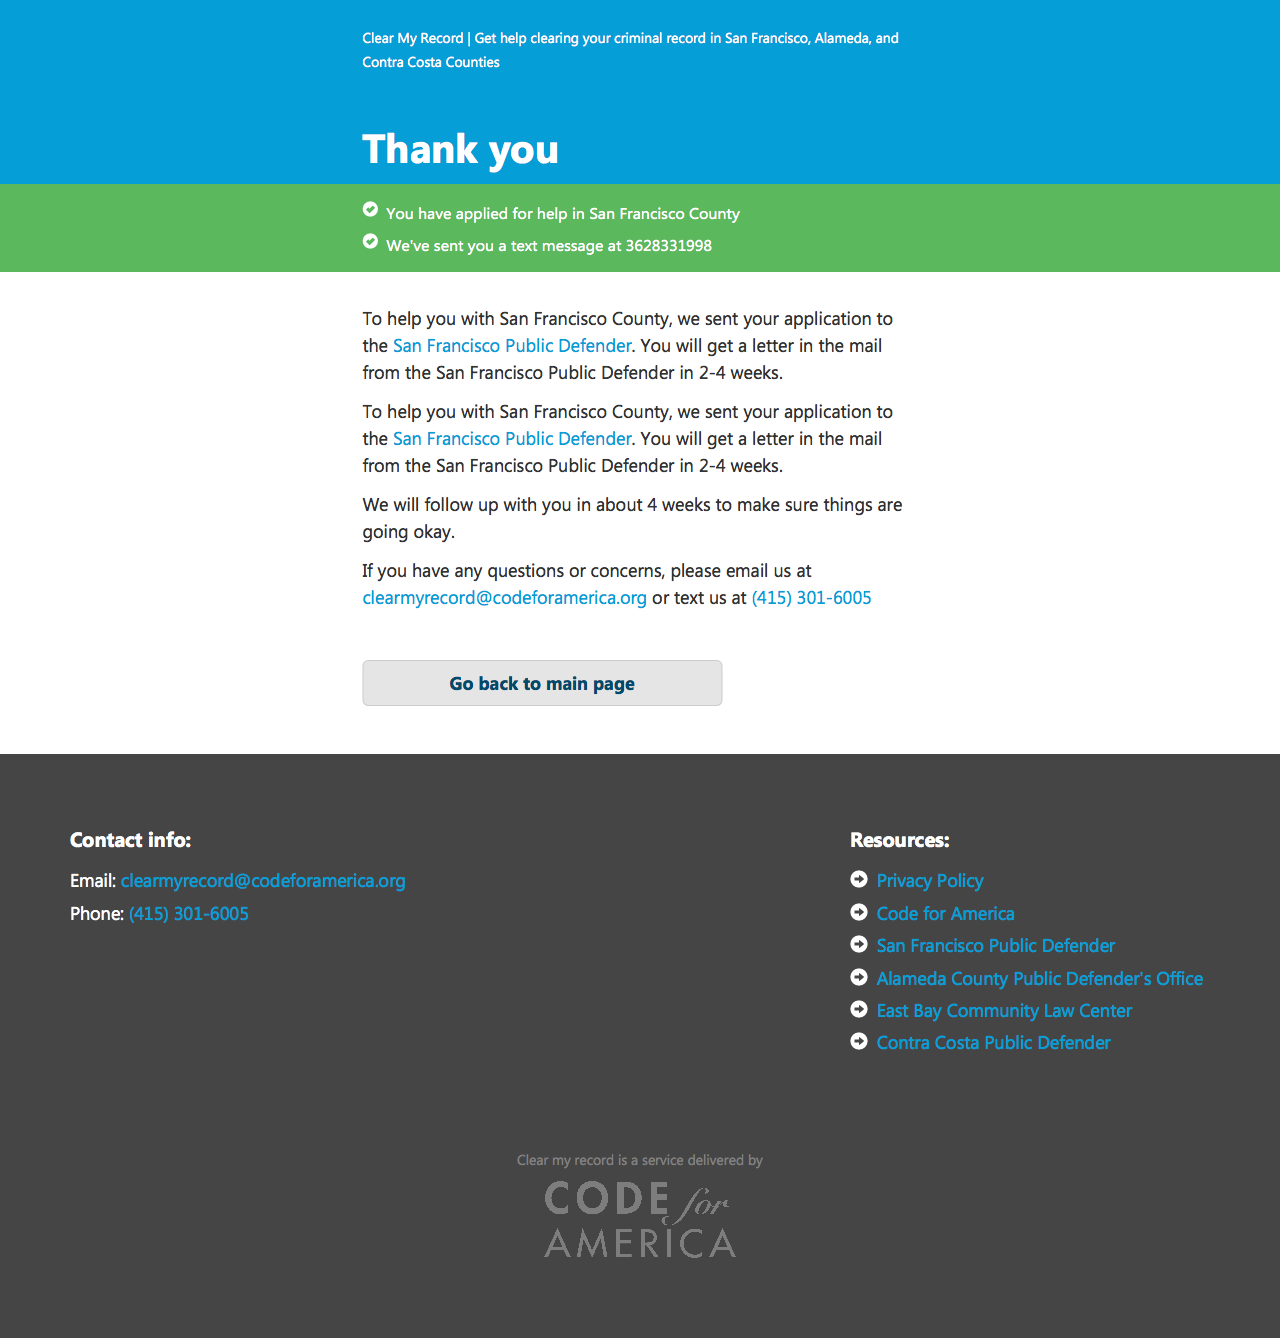 Clear My Record | Get help clearing your criminal record in San Francisco, Alameda, and
Contra Costa Counties
Thank you
You have applied for help in San Francisco County
We've sent you a text message at 3628331998
To help you with San Francisco County, we sent your application to
the San Francisco Public Defender. You will get a letter in the mail
from the San Francisco Public Defender in 2-4 weeks.
To help you with San Francisco County, we sent your application to
the San Francisco Public Defender. You will get a letter in the mail
from the San Francisco Public Defender in 2-4 weeks.
We will follow up with you in about 4 weeks to make sure things are
going okay.
If you have any questions or concerns, please email us at
clearmyrecord@codeforamerica.org or text us at (415) 301-6005
Go back to main page
Contact info:
Email: clearmyrecord@codeforamerica.org
Phone: (415) 301-6005
Resources:
Privacy Policy
Code for America
San Francisco Public Defender
Alameda County Public Defender's Office
East Bay Community Law Center
Contra Costa Public Defender
Clear my record is a service delivered by
CODE for
AMERICA